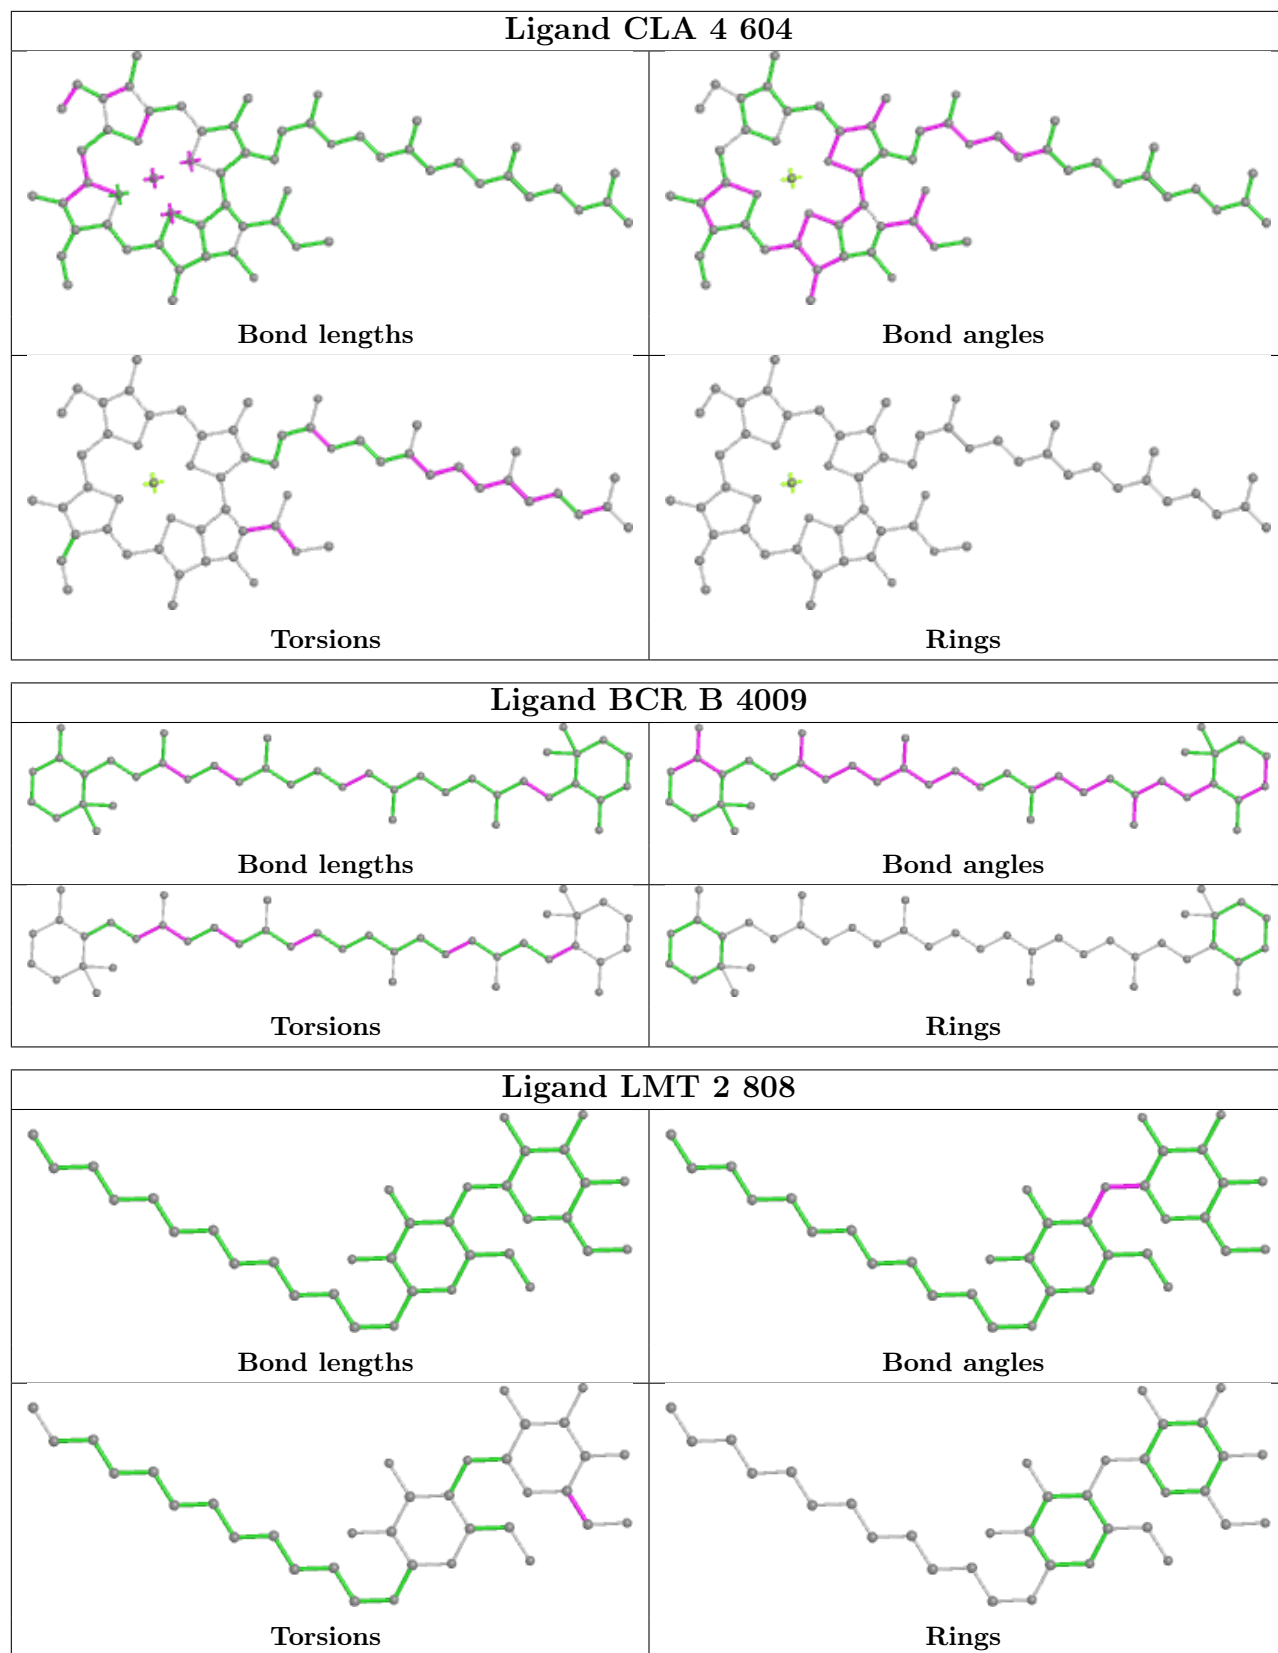 Ligand CLA 4 604
Bond lengths
Bond angles
Torsions
Rings
Ligand BCR B 4009
Bond lengths
Bond angles
Torsions
Rings
Ligand LMT 2 808
Bond lengths
Bond angles
Torsions
Rings